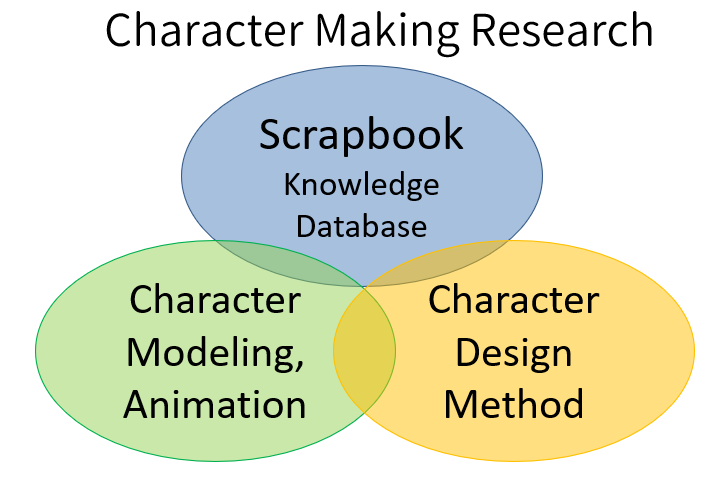 Character Making Research
Scrapbook
Knowledge
Database
Character
Modeling,
Animation
Character
Design
Method